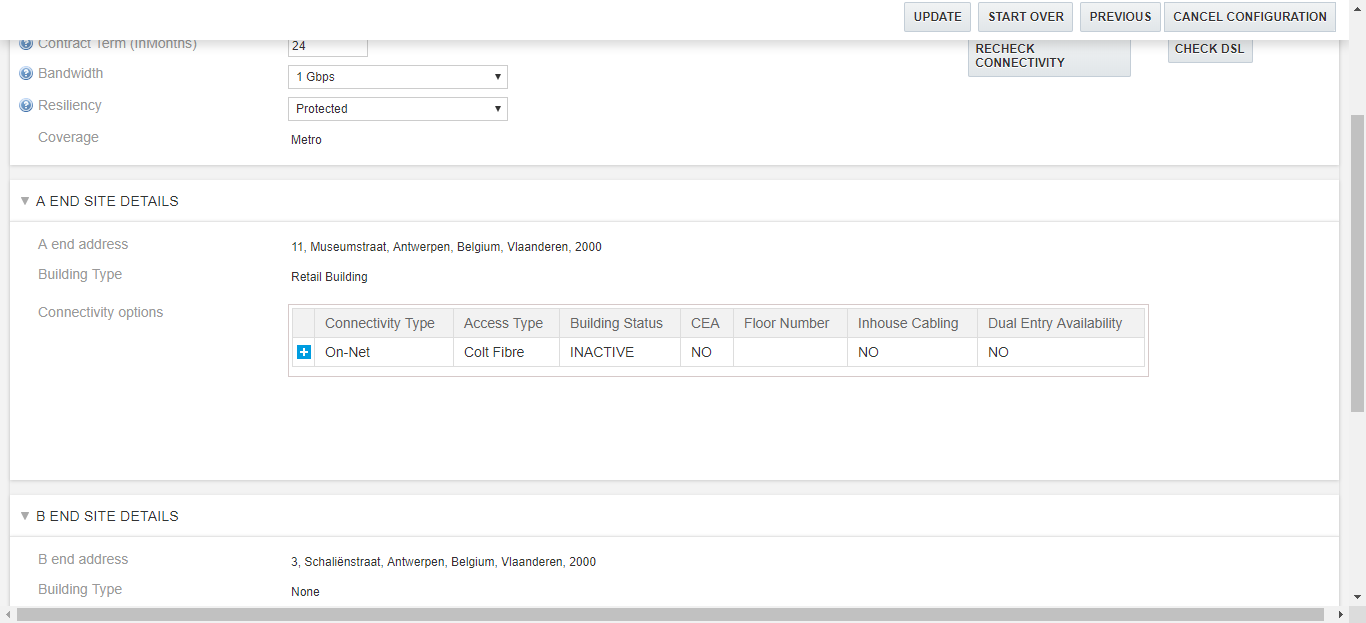 UPDATE START OVER PREVIOUS CANCEL CONFIGURATION
Contract Term (InMonths) 24
RECHECK CONNECTIVITY CHECK DSL
Bandwidth 1 Gbps
Resiliency Protected
Coverage Metro
A END SITE DETAILS
A end address 11, Museumstraat, Antwerpen, Belgium, Vlaanderen, 2000
Building Type Retail Building
Connectivity options
Connectivity Type Access Type Building Status CEA Floor Number Inhouse Cabling Dual Entry Availability
On-Net Colt Fibre INACTIVE NO NO NO
B END SITE DETAILS
B end address 3, Schaliënstraat, Antwerpen, Belgium, Vlaanderen, 2000
Building Type None